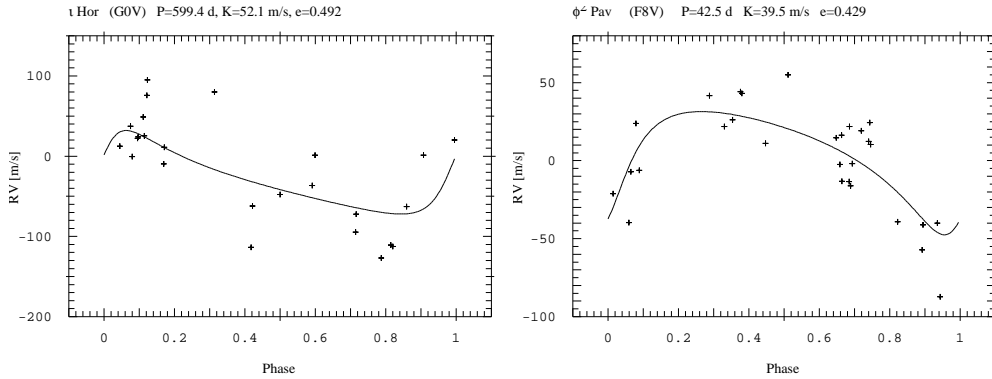 ι Hor (G0V) P=599.4 d, K=52.1 m/s, e=0.492
100
0
-100
-200
RV [m/s]
0 0.2 0.4 0.6 0.8 1
Phase
φ² Pav (F8V) P=42.5 d K=39.5 m/s e=0.429
50
0
-50
-100
RV [m/s]
0 0.2 0.4 0.6 0.8 1
Phase